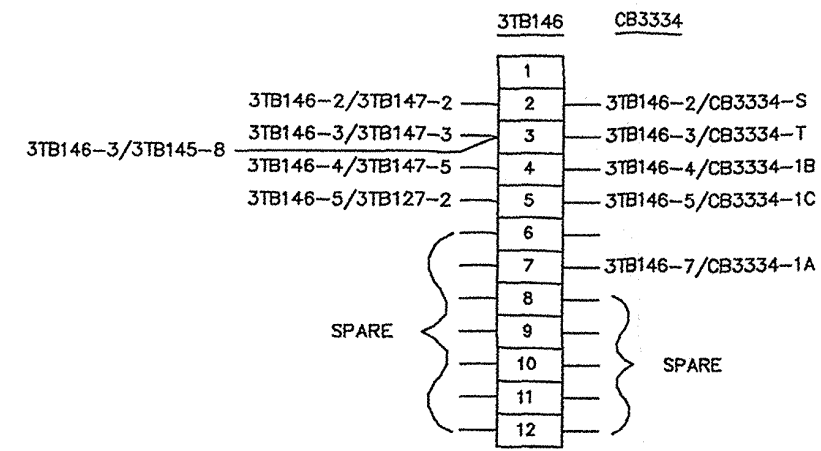 3TB146 CB3334
1
3TB146-2/3TB147-2 2 3TB146-2/CB3334-S
3TB146-3/3TB147-3 3 3TB146-3/CB3334-T
3TB146-3/3TB145-8
3TB146-4/3TB147-5 4 3TB146-4/CB3334-1B
3TB146-5/3TB127-2 5 3TB146-5/CB3334-1C
6
7 3TB146-7/CB3334-1A
8
SPARE 9
10 SPARE
11
12